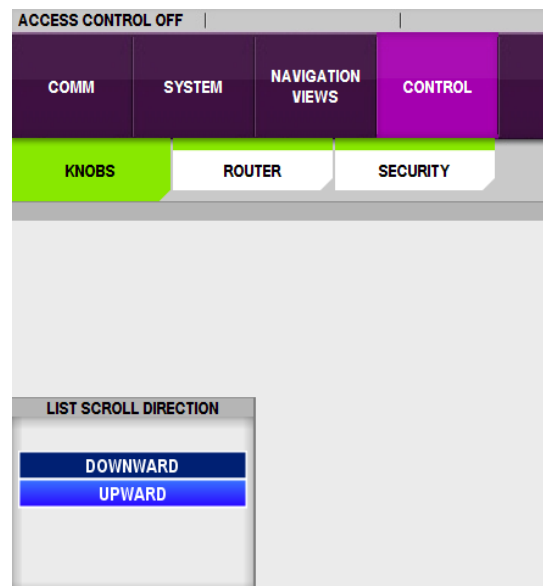 ACCESS CONTROL OFF
COMM
SYSTEM
NAVIGATION
VIEWS
CONTROL
KNOBS
ROUTER
SECURITY
LIST SCROLL DIRECTION
DOWNWARD
UPWARD